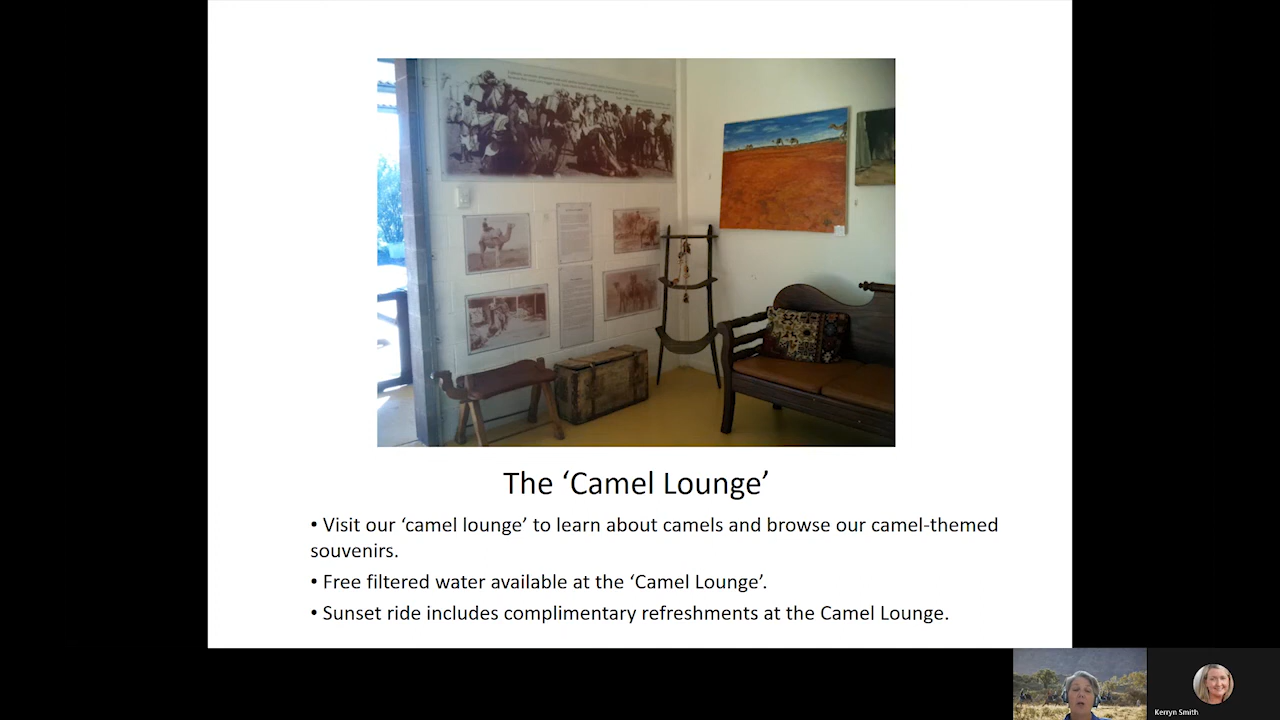 The ‘Camel Lounge’
• Visit our ‘camel lounge’ to learn about camels and browse our camel-themed
souvenirs.
• Free filtered water available at the ‘Camel Lounge’.
• Sunset ride includes complimentary refreshments at the Camel Lounge.
Kerryn Smith